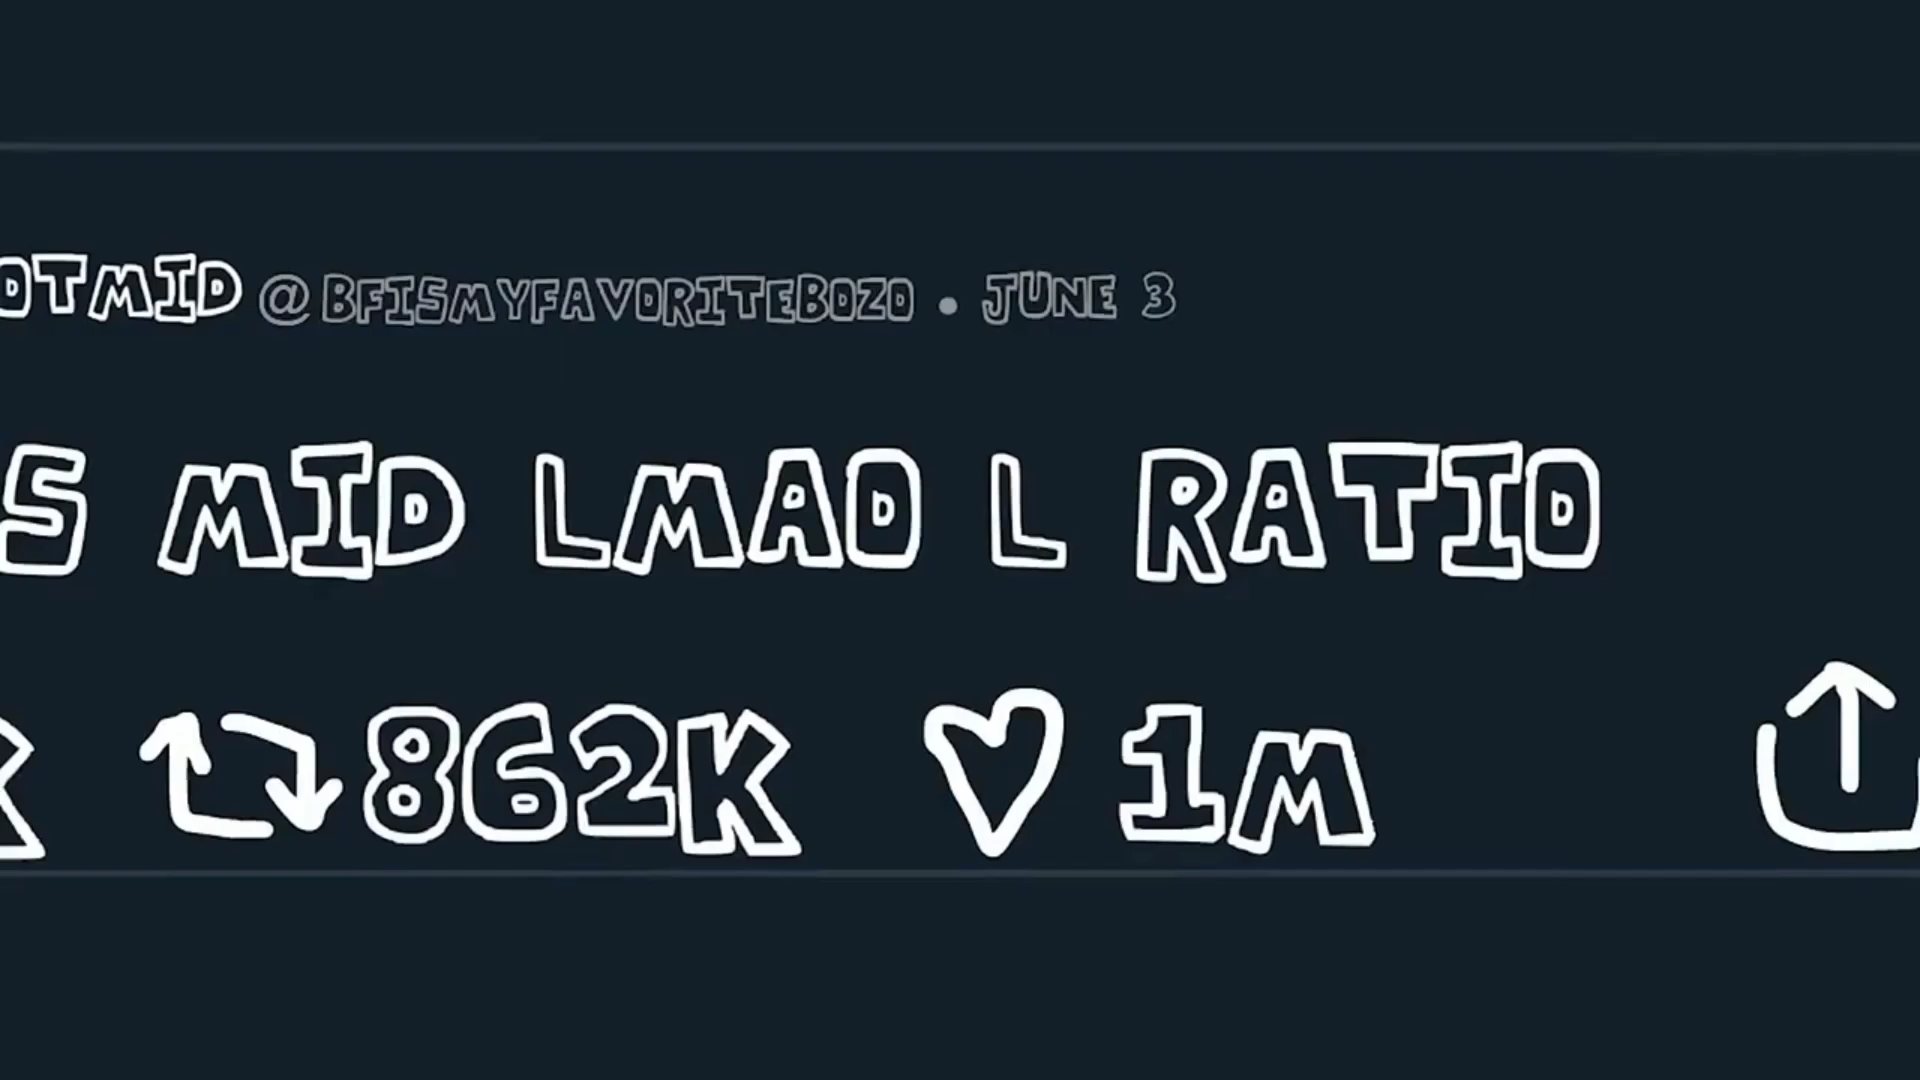 OTMID @BFISMYFAVORITEBOZO • JUNE 3
S MID LMAO L RATIO
K 862K 1M